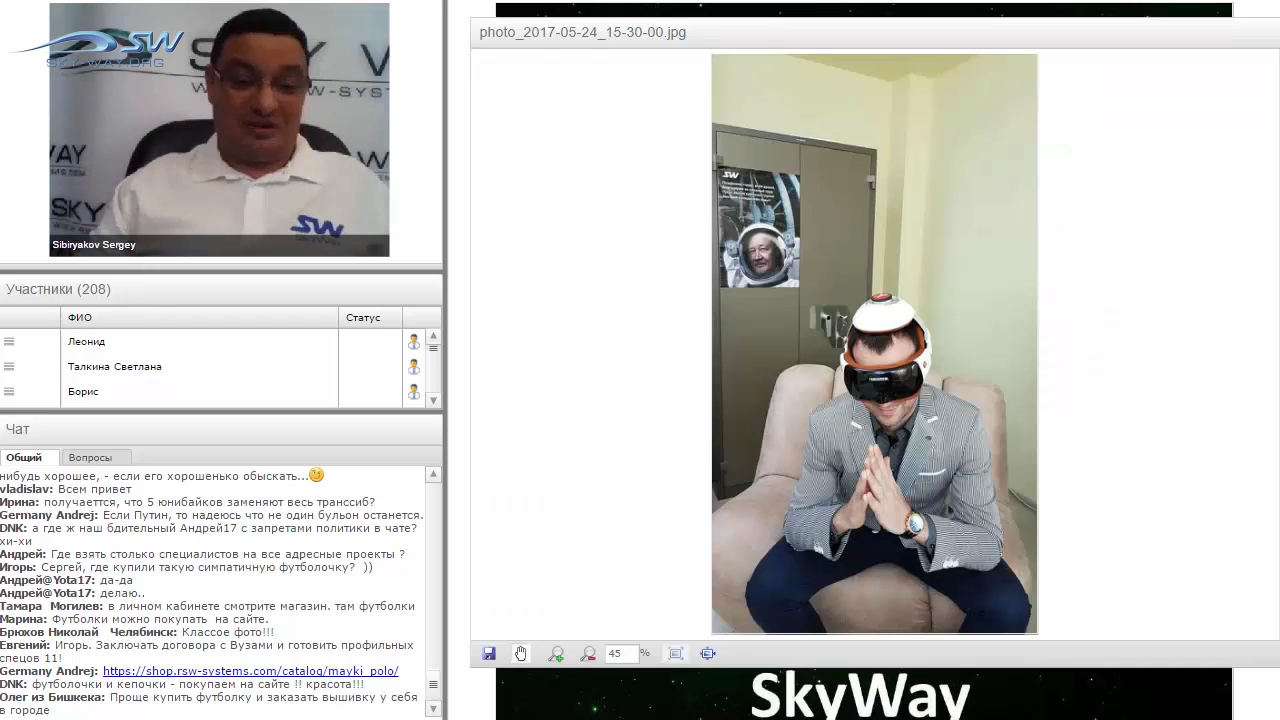 SW
SKY-WAY.ORG
SKY W
WAY
SKY
SW
Sibiryakov Sergey
Участники (208)
ФИО
Статус
Леонид
Талкина Светлана
Борис
Чат
Общий
Вопросы
нибудь хорошее, - если его хорошенько обыскать...
vladislav: Всем привет
Ирина: получаеттся, что 5 юнибайков заменяют весь транссиб?
Germany Andrej: Если Путин, то надеюсь что не один бульон останется.
DNK: а где ж наш бдительный Андрей17 с запретами политики в чате?
хи-хи
Андрей: Где взять столько специалистов на все адресные проекты ?
Игорь: Сергей, где купили такую симпатичную футболочку? ))
Андрей@Yota17: да-да
Андрей@Yota17: делаю..
Тамара Могилев: в личном кабинете смотрите магазин. там футболки
Марина: Футболки можно покупать на сайте.
Брюхов Николай Челябинск: Классое фото!!!
Евгений: Игорь. Заключать договора с Вузами и готовить профильных
спецов 11!
Germany Andrej: https://shop.rsw-systems.com/catalog/mayki_polo/
DNK: футболочки и кепочки - покупаем на сайте !! красота!!!
Олег из Бишкека: Проще купить футболку и заказать вышивку у себя
в городе
photo_2017-05-24_15-30-00.jpg
SW
45
%
SkyWay